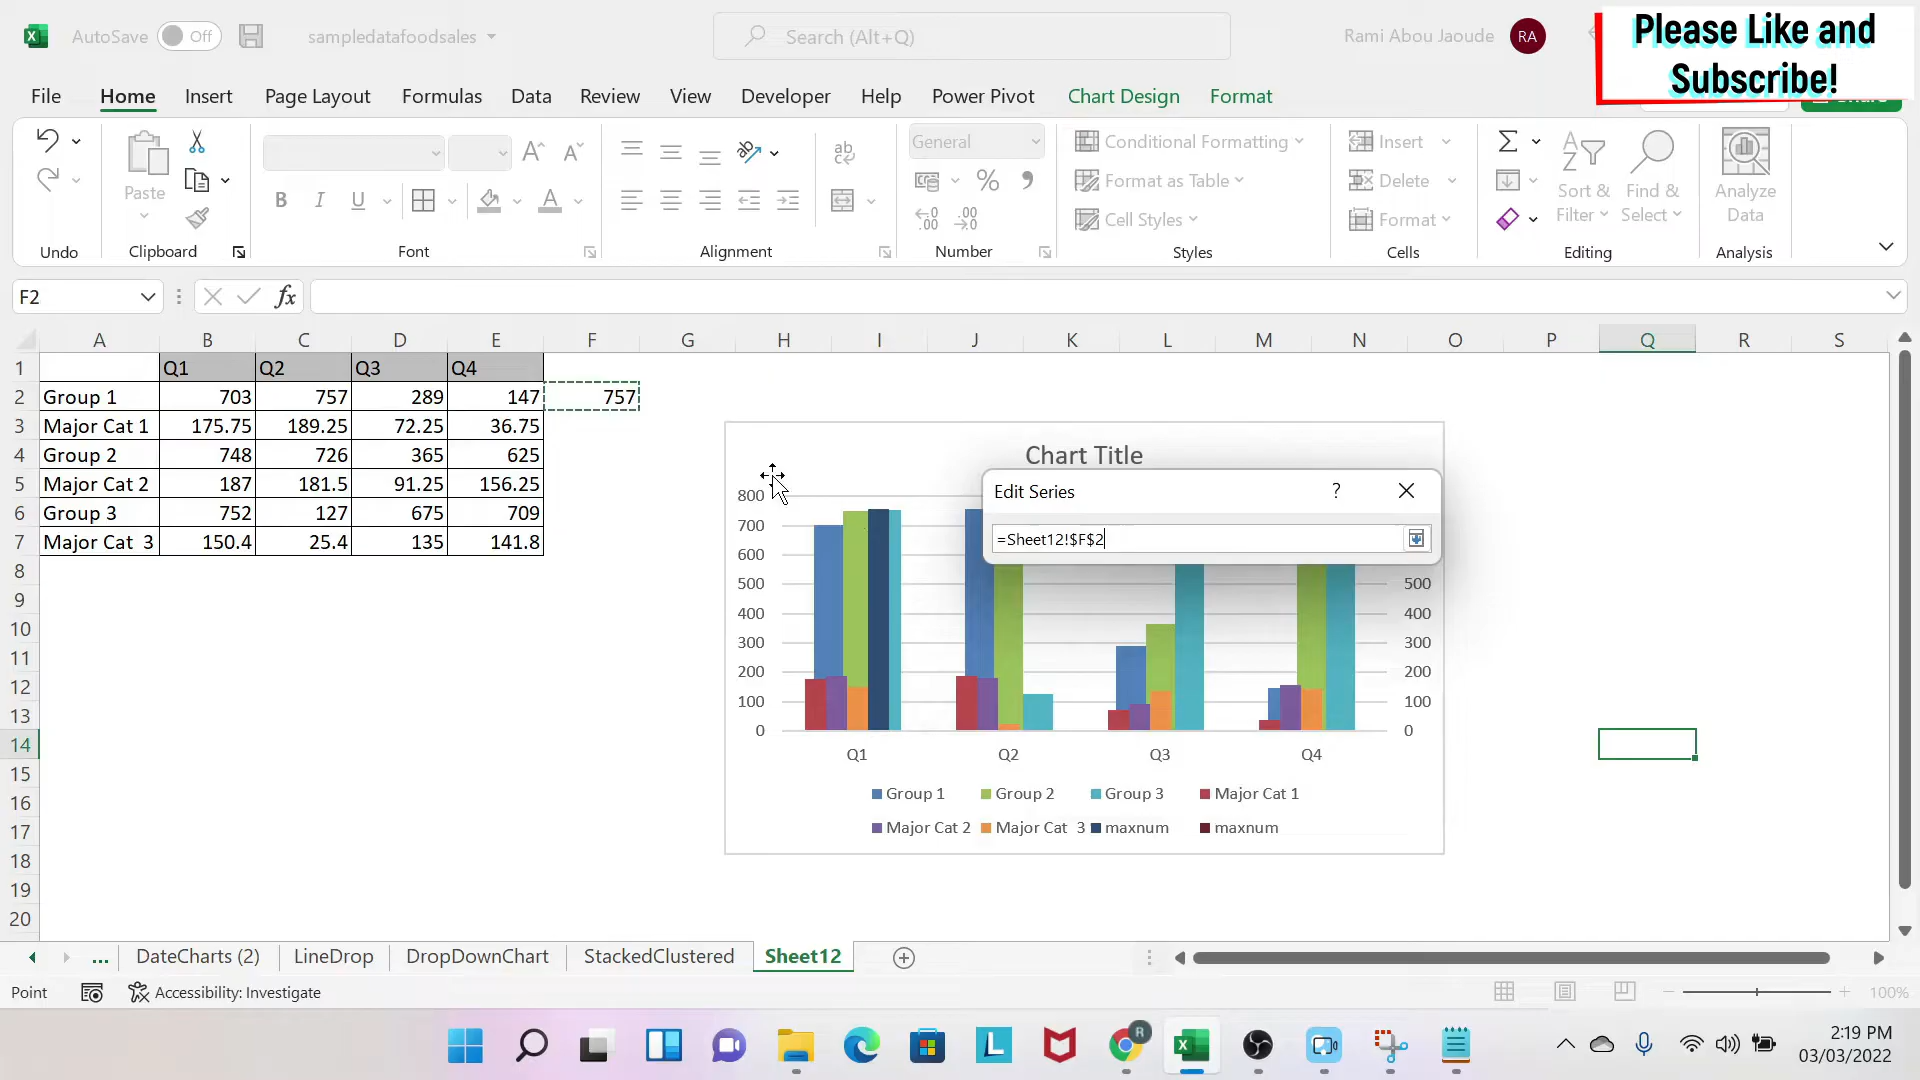 AutoSave Off sampledatafoodsales Search (Alt+Q) Rami Abou Jaoude RA
Please Like and
Subscribe!
File Home Insert Page Layout Formulas Data Review View Developer Help Power Pivot Chart Design Format
Paste
General
Conditional Formatting
Format as Table
Cell Styles
Insert
Delete
Format
Sort &
Filter
Find &
Select
Analyze
Data
Undo Clipboard Font Alignment Number Styles Cells Editing Analysis
F2 fx
A B C D E F G H I J K L M N O P Q R S
1 Q1 Q2 Q3 Q4
2 Group 1 703 757 289 147 757
3 Major Cat 1 175.75 189.25 72.25 36.75
4 Group 2 748 726 365 625
5 Major Cat 2 187 181.5 91.25 156.25
6 Group 3 752 127 675 709
7 Major Cat  3 150.4 25.4 135 141.8
8
9
10
11
12
13
14
15
16
17
18
19
20
Chart Title
Edit Series ?
=Sheet12!$F$2
800
700
600
500 500
400 400
300 300
200 200
100 100
0 0
Q1 Q2 Q3 Q4
Group 1 Group 2 Group 3 Major Cat 1
Major Cat 2 Major Cat  3 maxnum maxnum
... DateCharts (2) LineDrop DropDownChart StackedClustered Sheet12
Point Accessibility: Investigate 100%
2:19 PM
03/03/2022